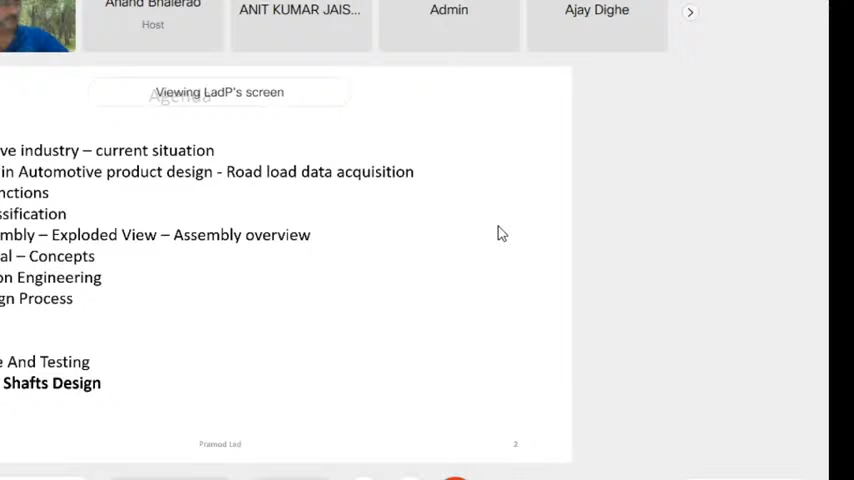 Anand Bhalerao
ANIT KUMAR JAIS...
Admin
Ajay Dighe
Host
Viewing LadP's screen
Agenda
ve industry – current situation
in Automotive product design - Road load data acquisition
nctions
ssification
mbly – Exploded View – Assembly overview
al – Concepts
on Engineering
gn Process
e And Testing
Shafts Design
Pramod Lad
2